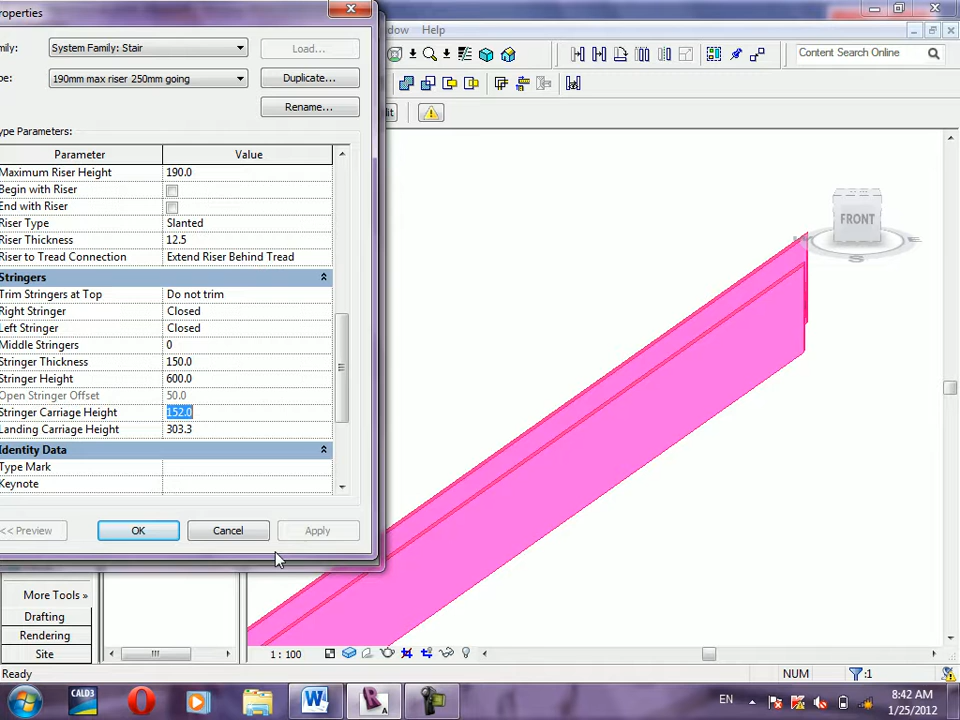 roperties
mily: System Family: Stair Load...
pe: 190mm max riser 250mm going Duplicate...
Rename...
ype Parameters:
Parameter Value
Maximum Riser Height 190.0
Begin with Riser
End with Riser
Riser Type Slanted
Riser Thickness 12.5
Riser to Tread Connection Extend Riser Behind Tread
Stringers
Trim Stringers at Top Do not trim
Right Stringer Closed
Left Stringer Closed
Middle Stringers 0
Stringer Thickness 150.0
Stringer Height 600.0
Open Stringer Offset 50.0
Stringer Carriage Height 152.0
Landing Carriage Height 303.3
Identity Data
Type Mark
Keynote
<< Preview OK Cancel Apply
ndow Help
Content Search Online
it
FRONT
S
E
More Tools »
Drafting
Rendering
Site
1 : 100
Ready
NUM
:1
CALD3
W
A
EN
8:42 AM
1/25/2012